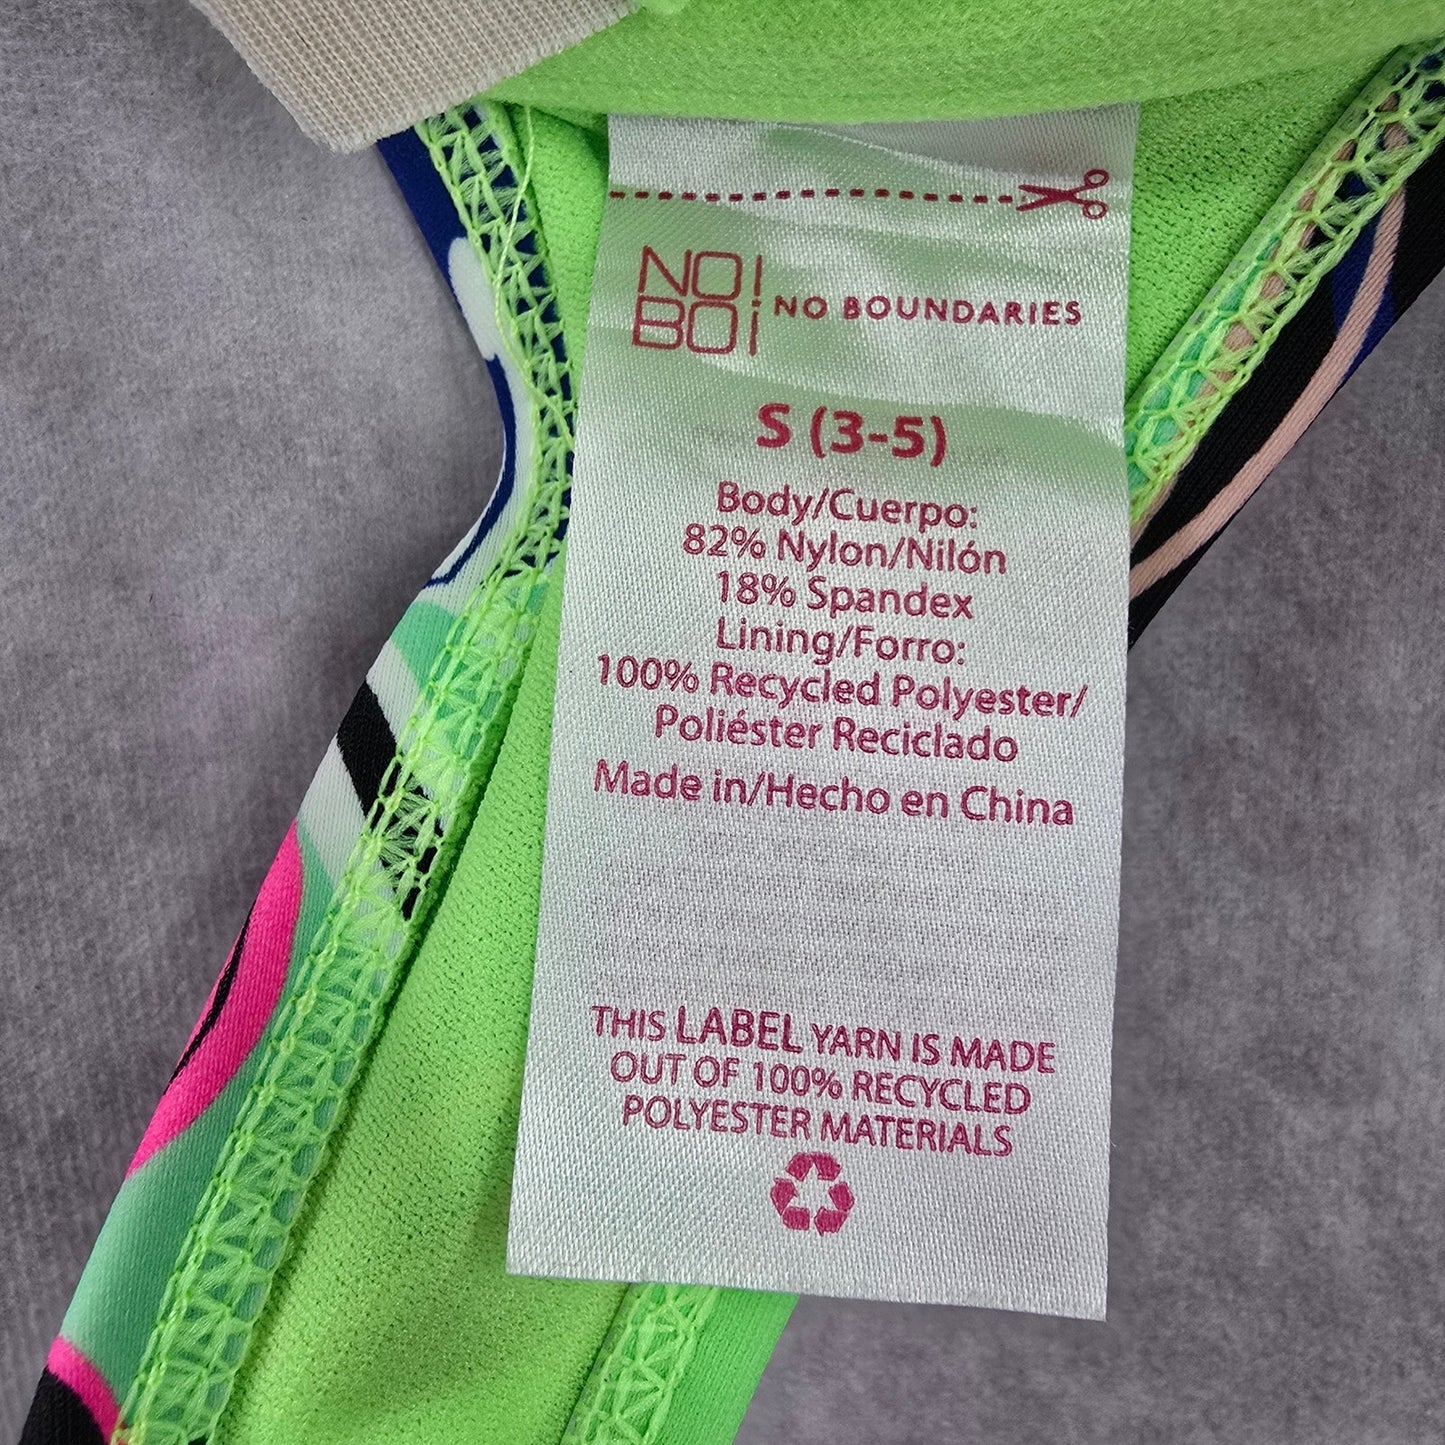 NO!
BO¡
NO BOUNDARIES
S (3-5)
Body/Cuerpo:
82% Nylon/Nilón
18% Spandex
Lining/Forro:
100% Recycled Polyester/
Poliéster Reciclado
Made in/Hecho en China
THIS LABEL YARN IS MADE
OUT OF 100% RECYCLED
POLYESTER MATERIALS